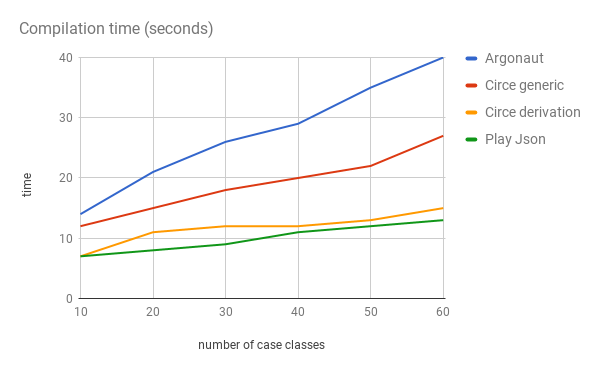 Compilation time (seconds)
40
30
20
10
0
time
10 20 30 40 50 60
number of case classes
Argonaut
Circe generic
Circe derivation
Play Json